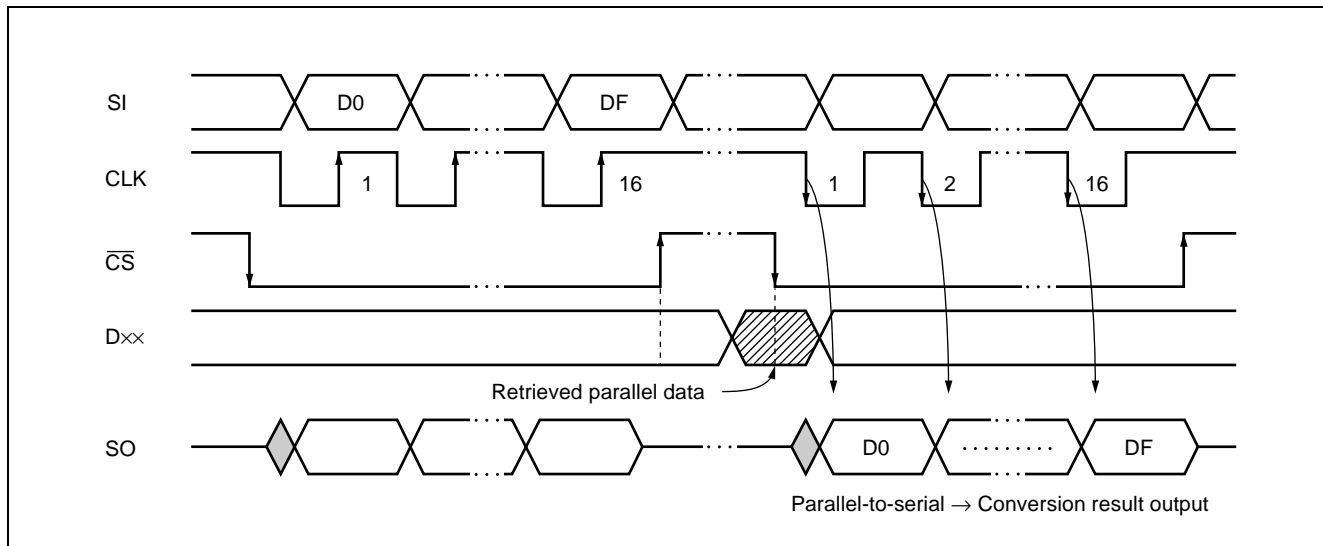 SI D0 DF
CLK 1 16 1 2 16
CS
D××
Retrieved parallel data
SO D0 DF
Parallel-to-serial → Conversion result output